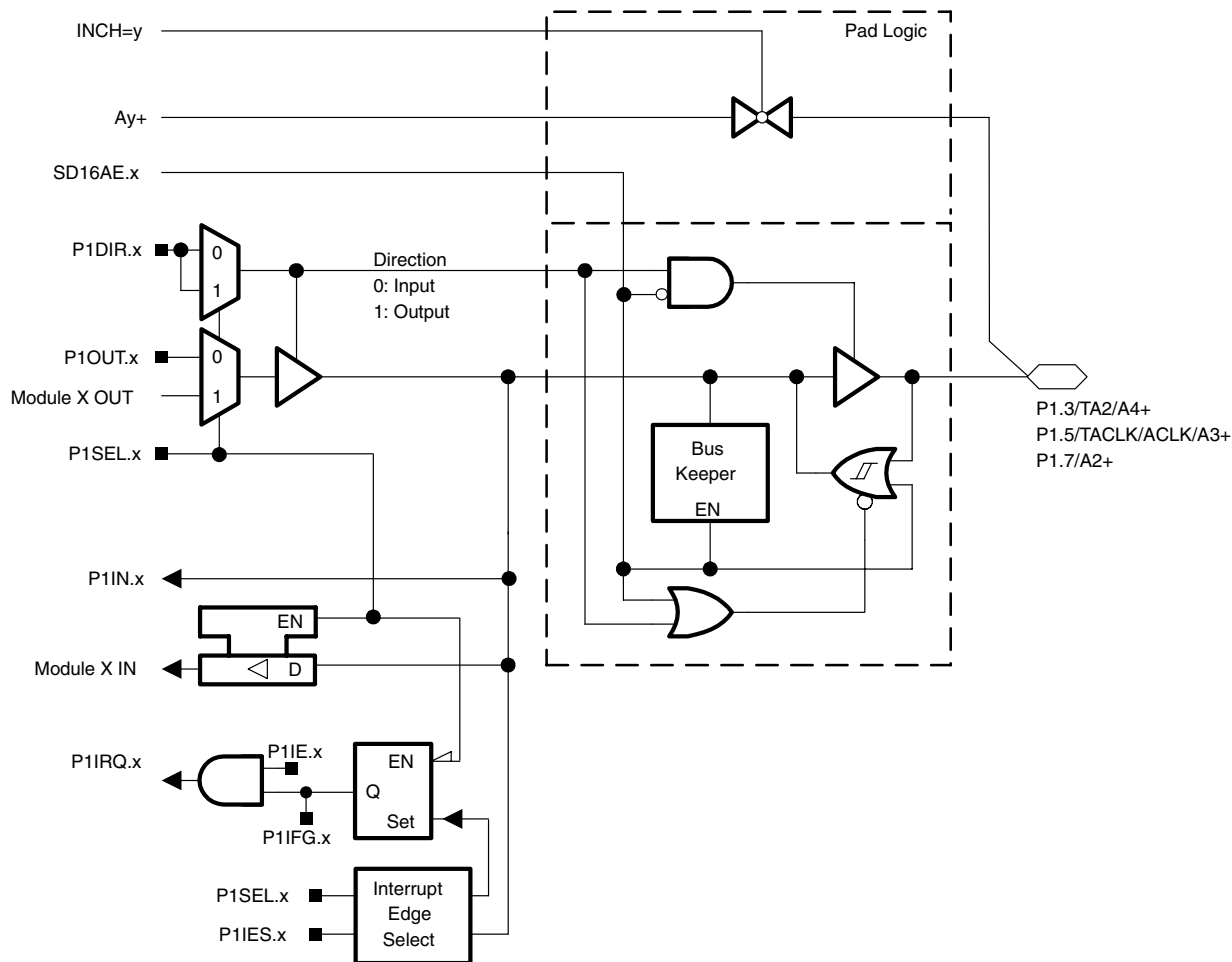 INCH=y
Pad Logic
Ay+
SD16AE.x
P1DIR.x
0
1
Direction
0: Input
1: Output
P1OUT.x
0
Module X OUT
1
P1SEL.x
Bus
Keeper
EN
P1.3/TA2/A4+
P1.5/TACLK/ACLK/A3+
P1.7/A2+
P1IN.x
EN
Module X IN
D
P1IRQ.x
P1IE.x
P1IFG.x
EN
Q
Set
P1SEL.x
P1IES.x
Interrupt
Edge
Select